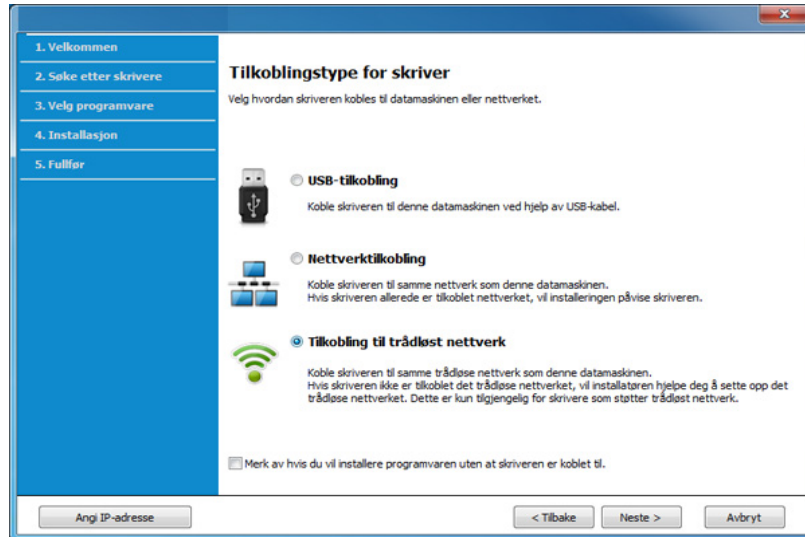 1. Velkommen
2. Søke etter skrivere
3. Velg programvare
4. Installasjon
5. Fullfør
Tilkoblingstype for skriver
Velg hvordan skriveren kobles til datamaskinen eller nettverket.
USB-tilkobling
Koble skriveren til denne datamaskinen ved hjelp av USB-kabel.
Nettverktilkobling
Koble skriveren til samme nettverk som denne datamaskinen.
Hvis skriveren allerede er tilkoblet nettverket, vil installeringen påvise skriveren.
Tilkobling til trådløst nettverk
Koble skriveren til samme trådløse nettverk som denne datamaskinen.
Hvis skriveren ikke er tilkoblet det trådløse nettverket, vil installatøren hjelpe deg å sette opp det
trådløse nettverket. Dette er kun tilgjengelig for skrivere som støtter trådløst nettverk.
Merk av hvis du vil installere programvaren uten at skriveren er koblet til.
Angi IP-adresse
< Tilbake
Neste >
Avbryt